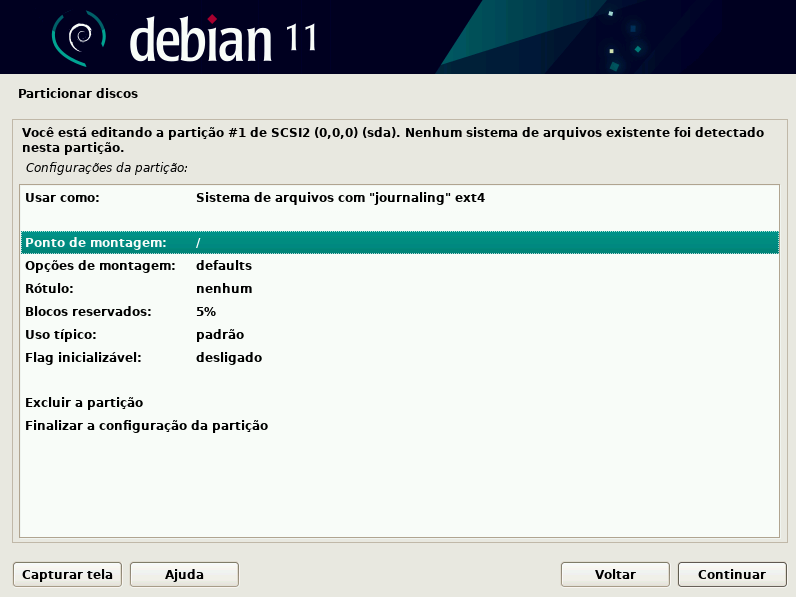 debian 11
Particionar discos
Você está editando a partição #1 de SCSI2 (0,0,0) (sda). Nenhum sistema de arquivos existente foi detectado
nesta partição.
Configurações da partição:
Usar como: Sistema de arquivos com "journaling" ext4
Ponto de montagem: /
Opções de montagem: defaults
Rótulo: nenhum
Blocos reservados: 5%
Uso típico: padrão
Flag inicializável: desligado
Excluir a partição
Finalizar a configuração da partição
Capturar tela Ajuda Voltar Continuar